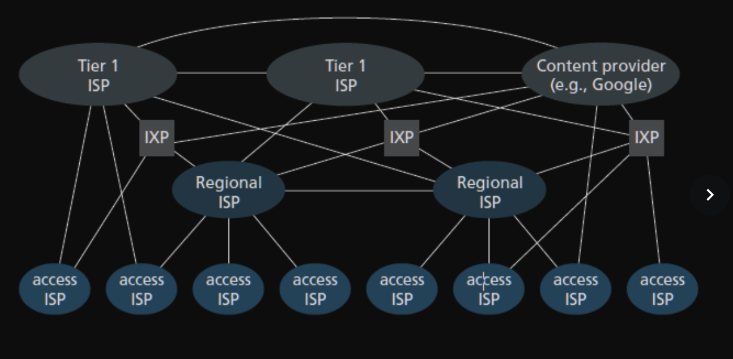 Tier 1
ISP
Tier 1
ISP
Content provider
(e.g., Google)
IXP
IXP
IXP
Regional
ISP
Regional
ISP
access
ISP
access
ISP
access
ISP
access
ISP
access
ISP
access
ISP
access
ISP
access
ISP